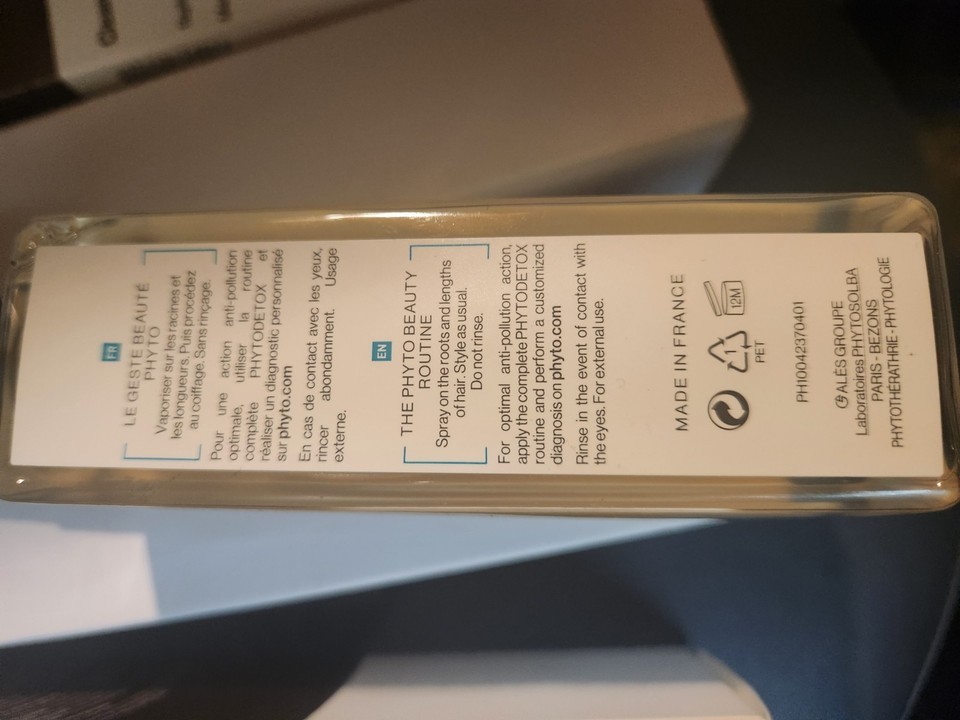 FR
LE GESTE BEAUTÉ
PHYTO
Vaporiser sur les racines et
les longueurs. Puis procédez
au coiffage. Sans rinçage.
Pour une action anti-pollution
optimale, utiliser la routine
complète PHYTODETOX et
réaliser un diagnostic personnalisé
sur phyto.com
En cas de contact avec les yeux,
rincer abondamment. Usage
externe.
EN
THE PHYTO BEAUTY
ROUTINE
Spray on the roots and lengths
of hair. Style as usual.
Do not rinse.
For optimal anti-pollution action,
apply the complete PHYTODETOX
routine and perform a customized
diagnosis on phyto.com
Rinse in the event of contact with
the eyes. For external use.
MADE IN FRANCE
1
PET
12M
PH10042370401
ALES GROUPE
Laboratoires PHYTOSOLBA
PARIS - BEZONS
PHYTOTHÉRATHRIE - PHYTOLOGIE